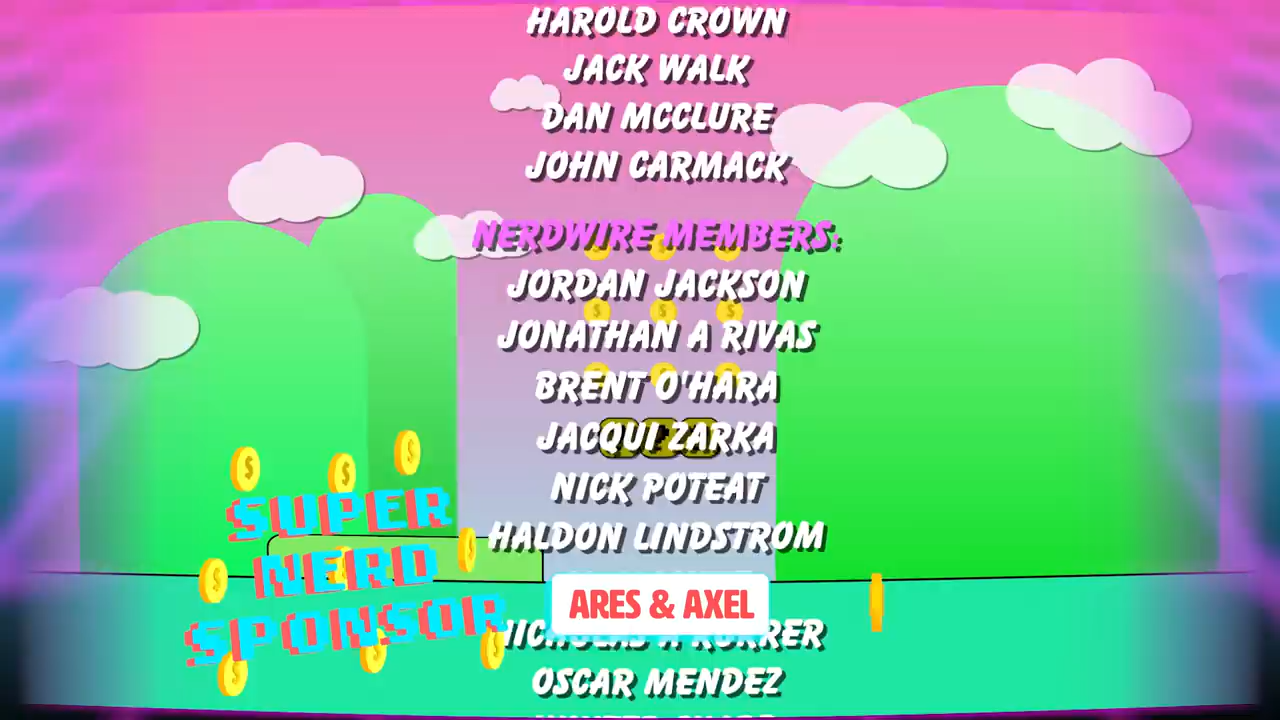 HAROLD CROWN
JACK WALK
DAN MCCLURE
JOHN CARMACK
NERDWIRE MEMBERS:
JORDAN JACKSON
JONATHAN A RIVAS
BRENT O'HARA
JACQUI ZARKA
NICK POTEAT
HALDON LINDSTROM
SUPER
NERD
SPONSOR
ARES & AXEL
OSCAR MENDEZ